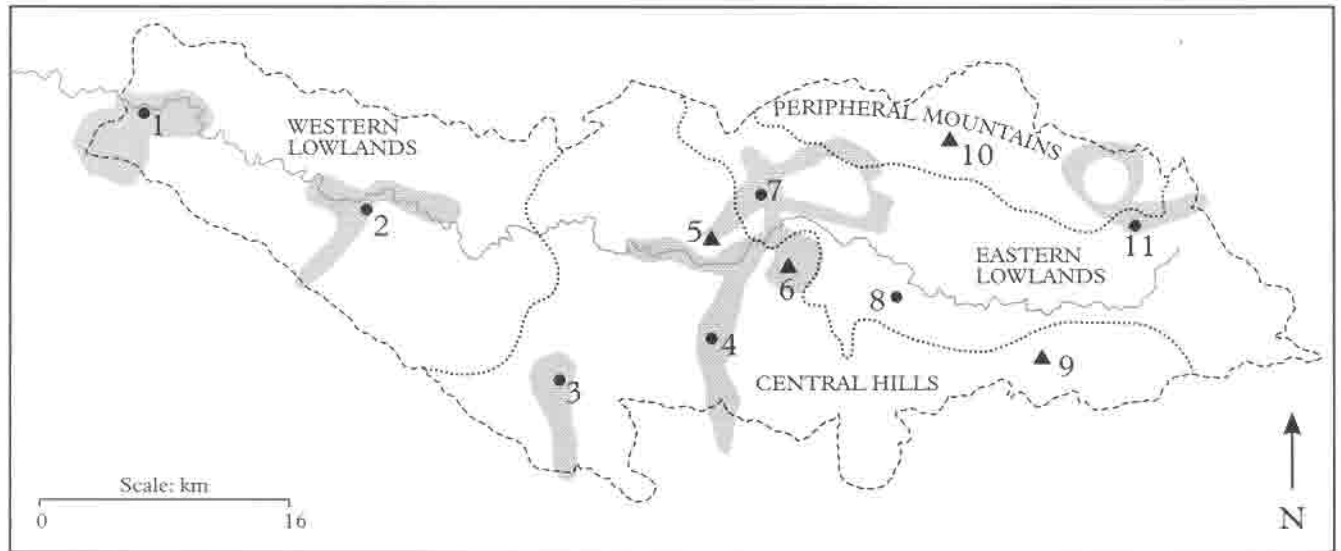 PERIPHERAL MOUNTAINS
1
WESTERN
LOWLANDS
10
7
2
5
11
EASTERN
LOWLANDS
6
8
4
9
3
CENTRAL HILLS
Scale: km
0
16
N